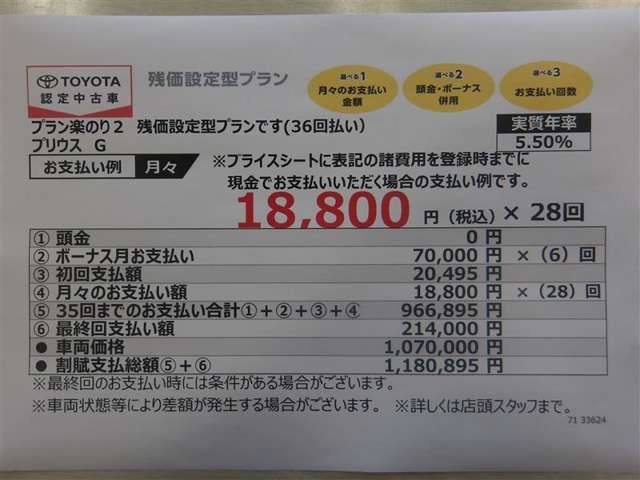 TOYOTA
認定中古車
残価設定型プラン
選べる1
月々のお支払い
金額
選べる2
頭金・ボーナス
併用
選べる3
お支払い回数
プラン楽のり2 残価設定型プランです(36回払い)
プリウス G
実質年率
5.50%
お支払い例 月々
※プライスシートに表記の諸費用を登録時までに
現金でお支払いいただく場合の支払い例です。
18,800 円(税込)× 28回
① 頭金 0 円
② ボーナス月お支払い 70,000 円 ×(6)回
③ 初回支払額 20,495 円
④ 月々のお支払い額 18,800 円 ×(28)回
⑤ 35回までのお支払い合計①+②+③+④ 966,895 円
⑥ 最終回支払い額 214,000 円
● 車両価格 1,070,000 円
● 割賦支払総額⑤+⑥ 1,180,895 円
※最終回のお支払い時には条件がある場合がございます。
※車両状態等により差額が発生する場合がございます。 ※詳しくは店頭スタッフまで。
71 33624